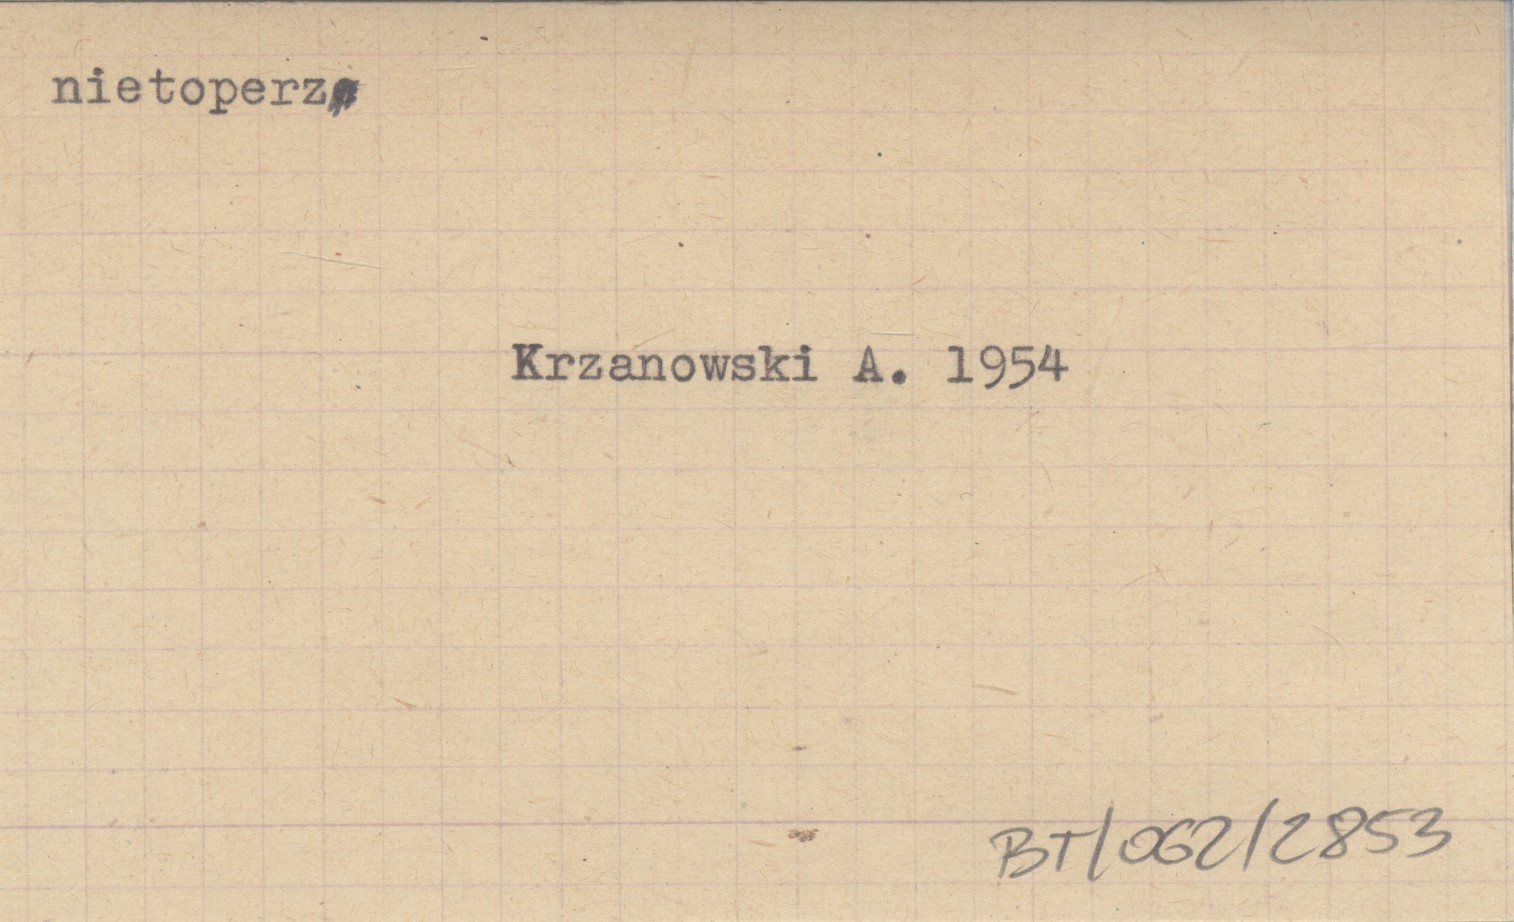 nietoperz
Krzanowski A. 1954
BT/062/2853